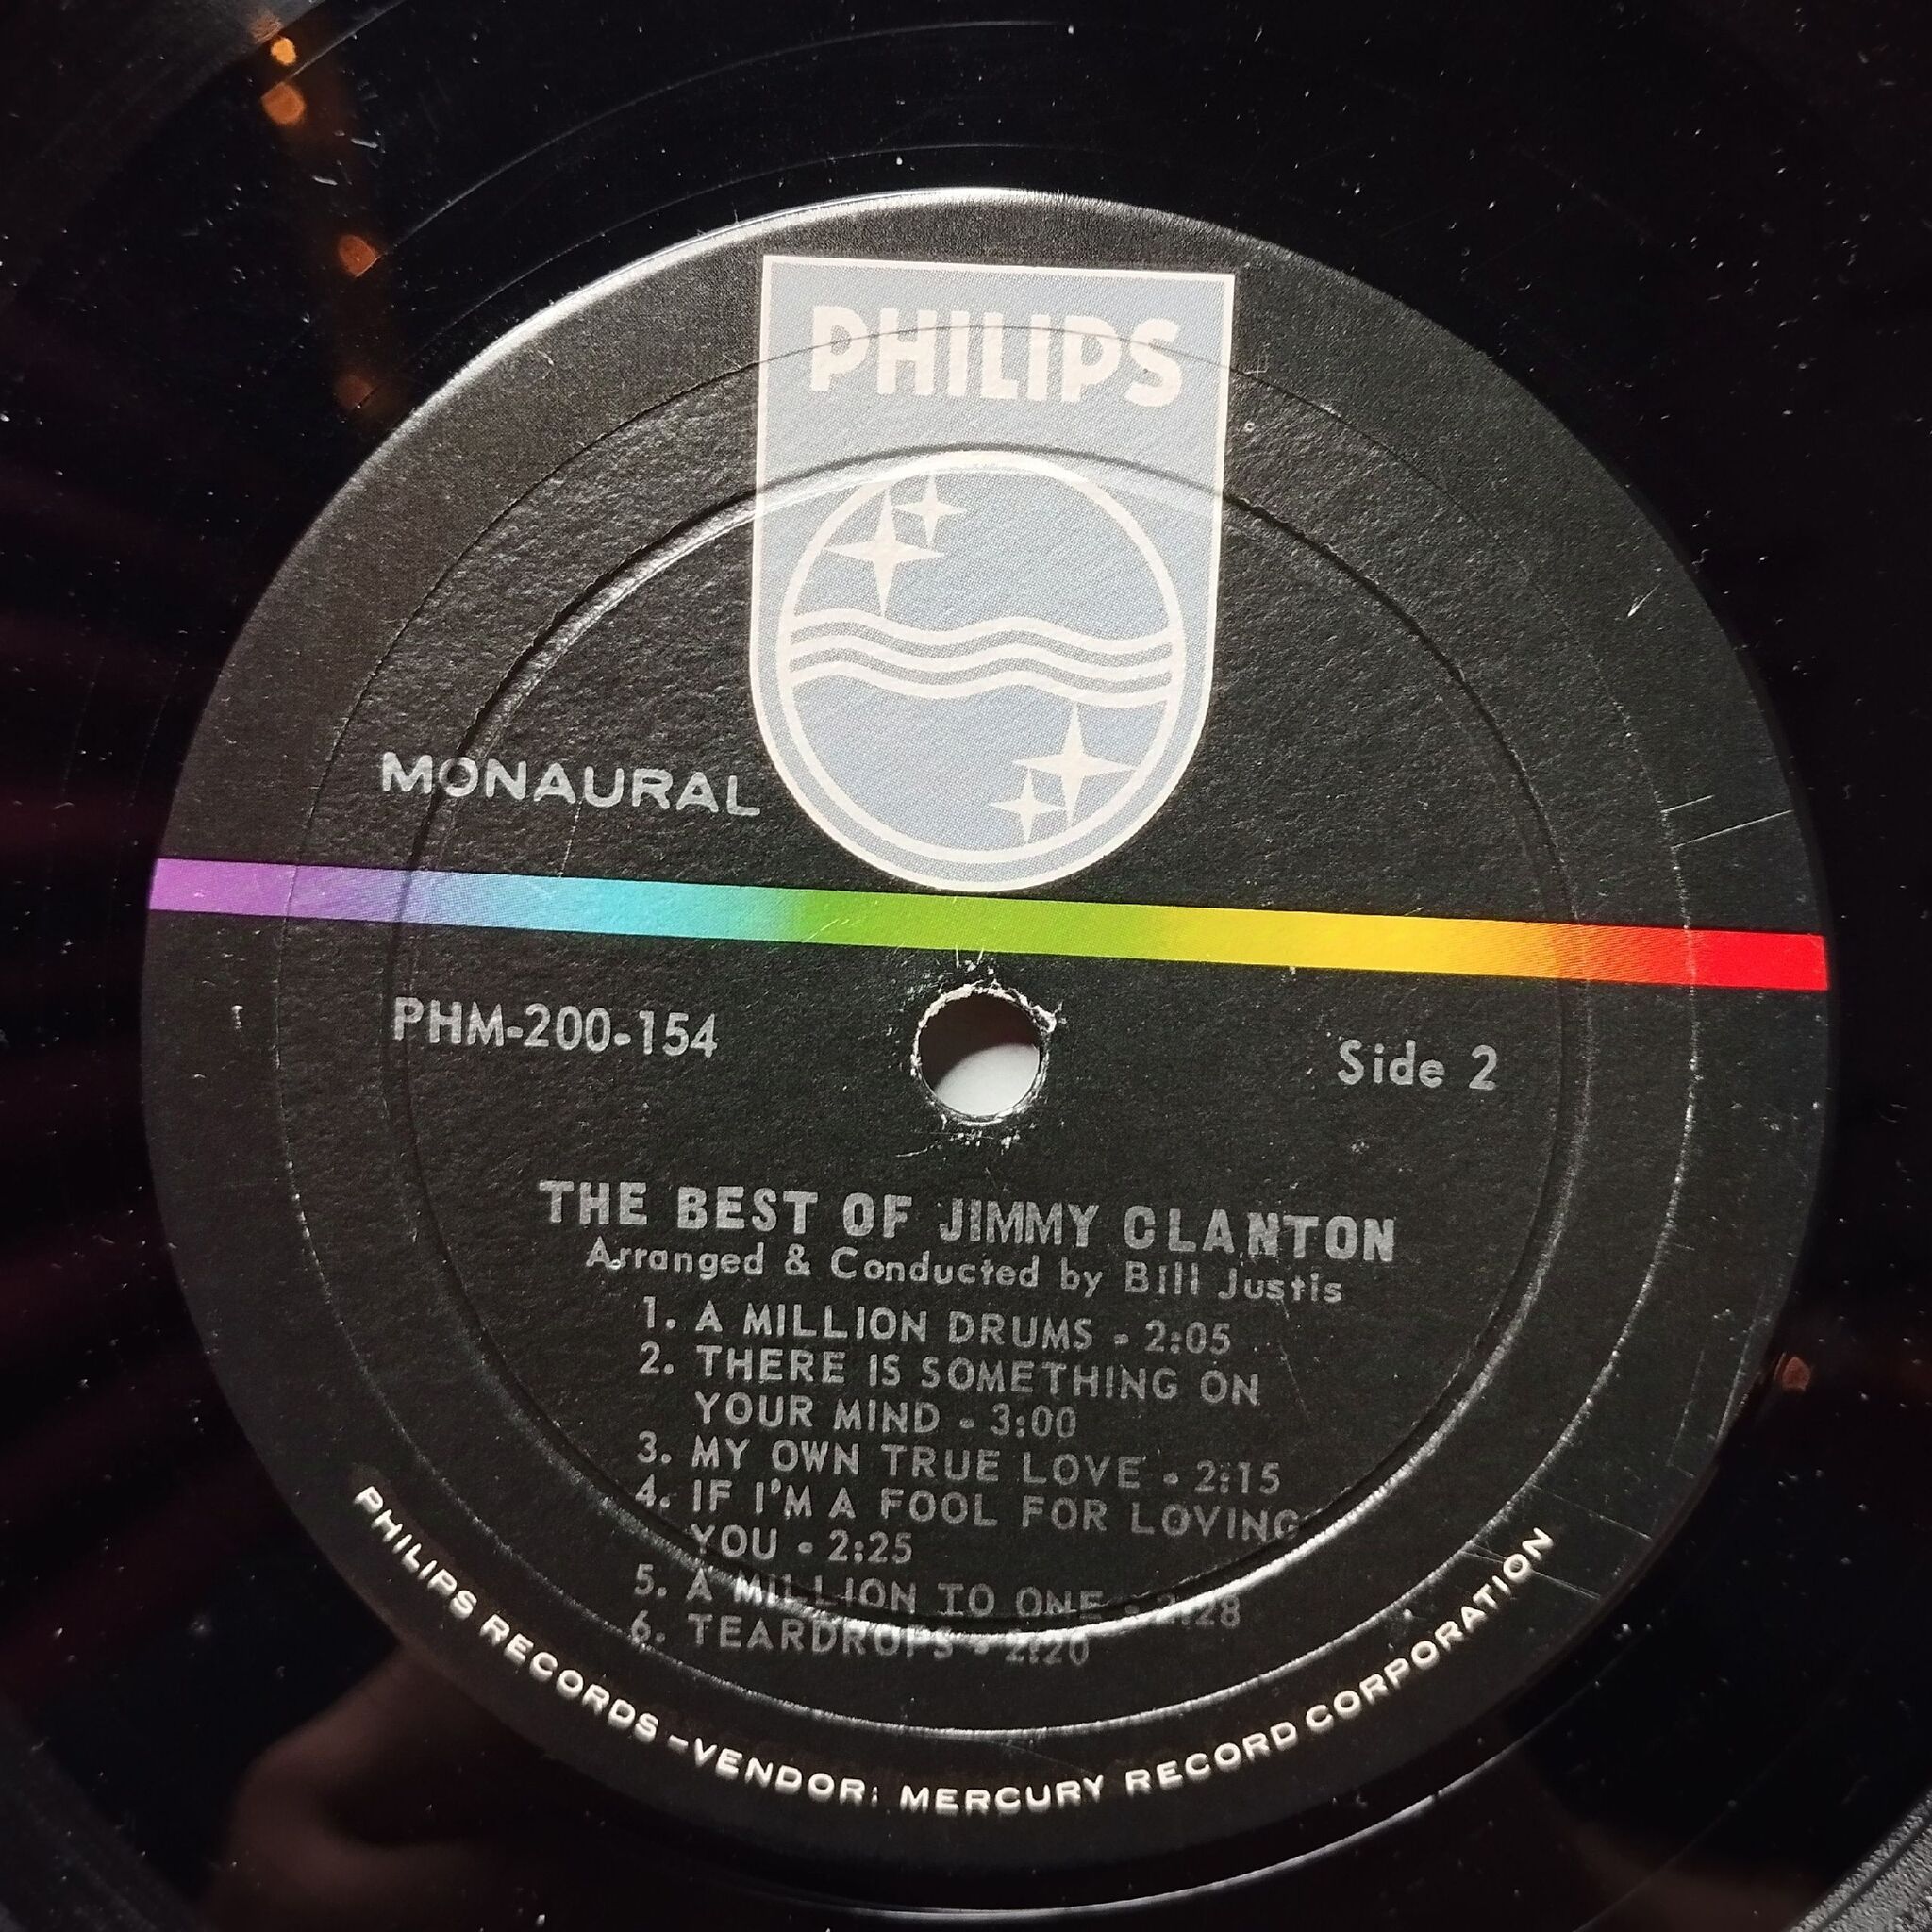 PHILIPS
MONAURAL
PHM-200-154
Side 2
THE BEST OF JIMMY CLANTON
Arranged & Conducted by Bill Justis
1. A MILLION DRUMS - 2:05
2. THERE IS SOMETHING ON
YOUR MIND - 3:00
3. MY OWN TRUE LOVE - 2:15
4. IF I'M A FOOL FOR LOVING
YOU - 2:25
5. A MILLION TO ONE - 2:28
6. TEARDROPS - 2:20
PHILIPS RECORDS - VENDOR: MERCURY RECORD CORPORATION